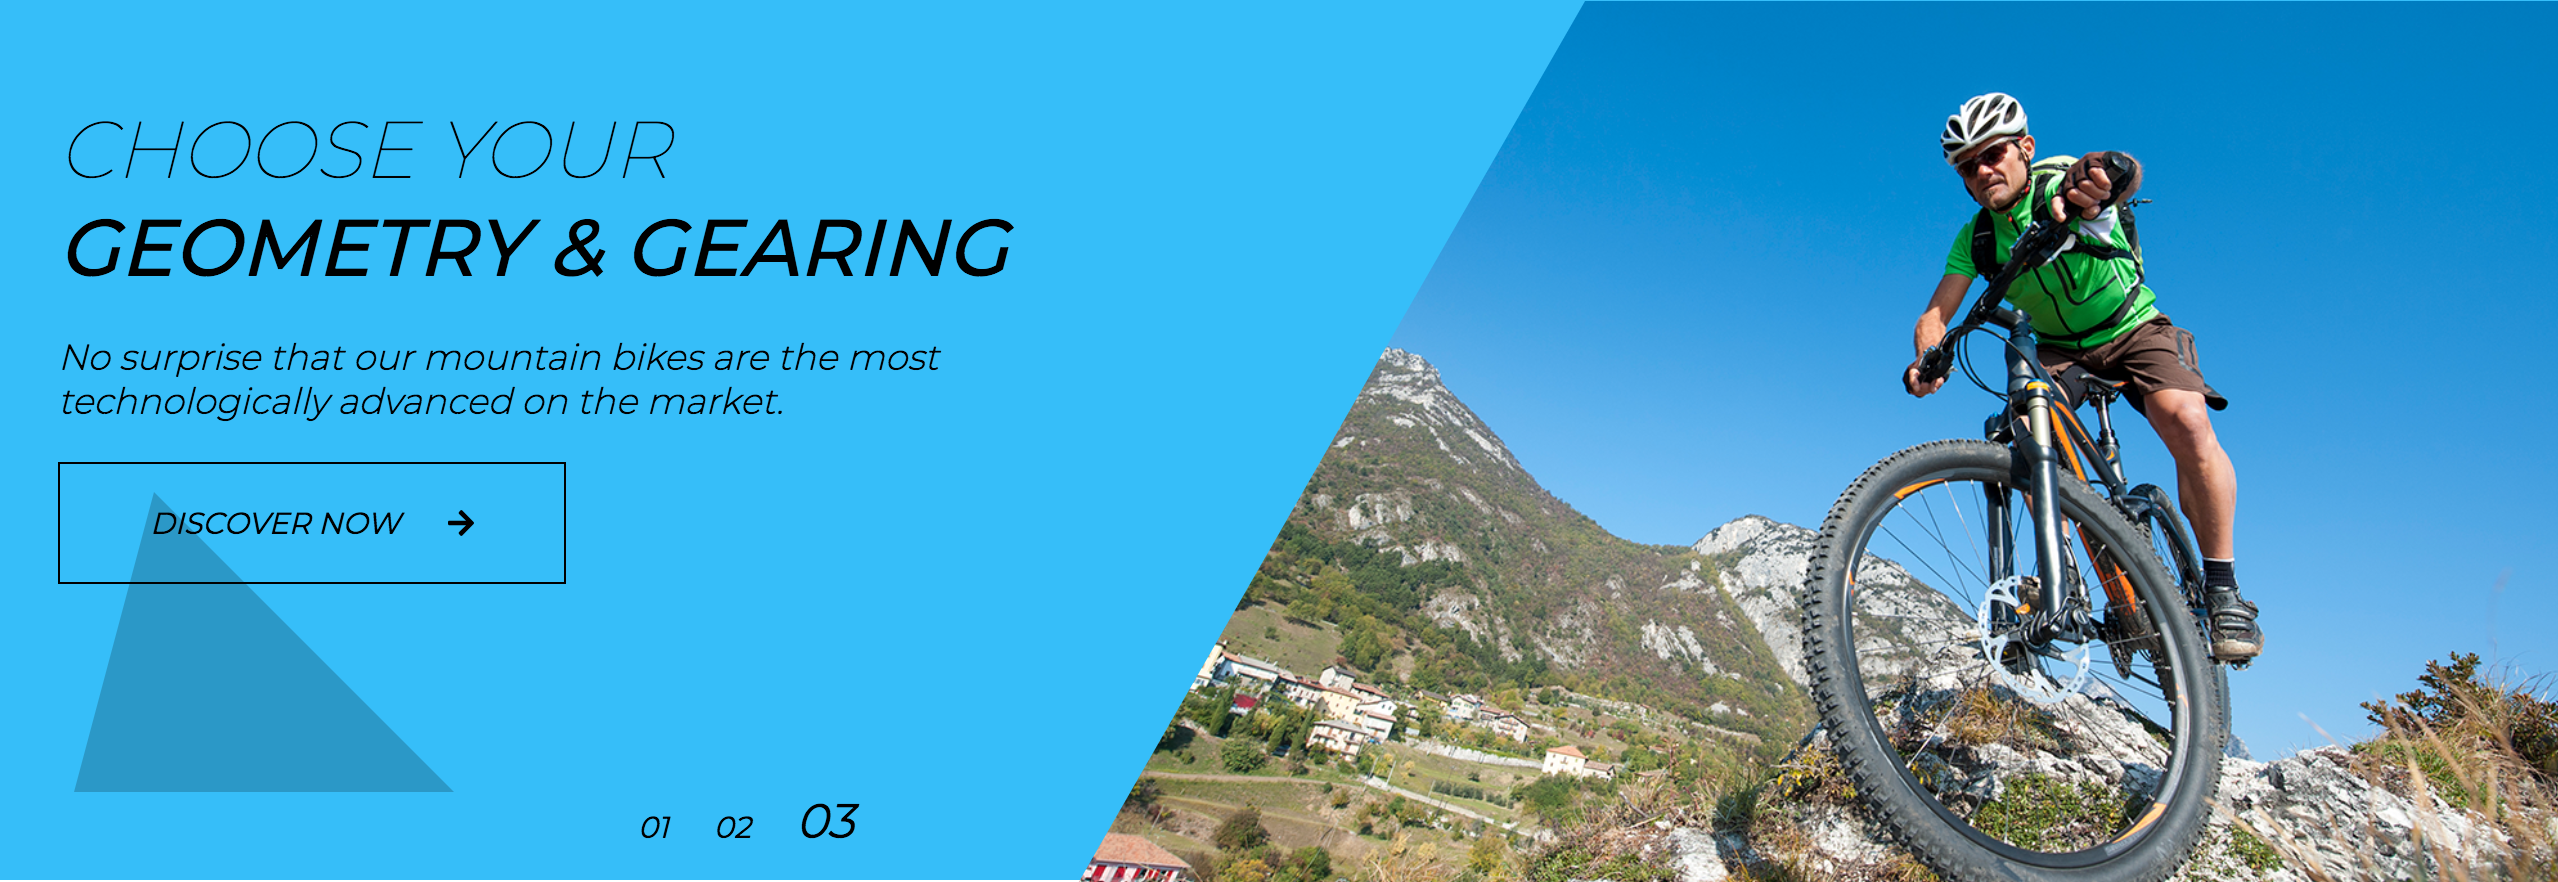 CHOOSE YOUR
GEOMETRY & GEARING
No surprise that our mountain bikes are the most
technologically advanced on the market.
DISCOVER NOW
01 02 03